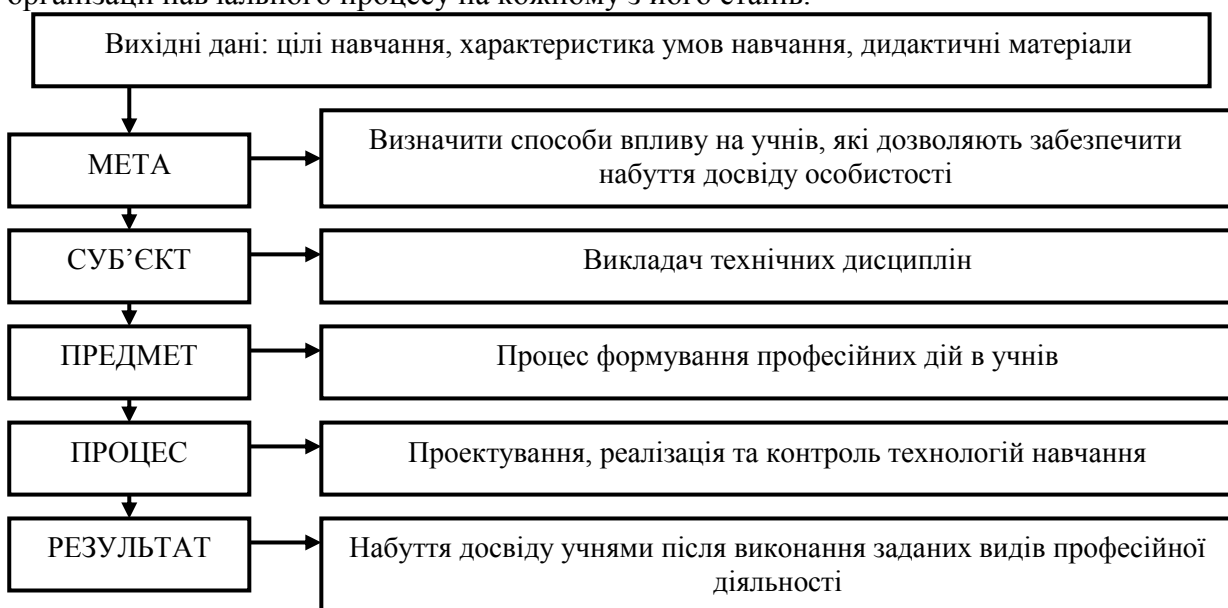 організації навчального процесу на кожному з його етапів.
Вихідні дані: цілі навчання, характеристика умов навчання, дидактичні матеріали
МЕТА
Визначити способи впливу на учнів, які дозволяють забезпечити
набуття досвіду особистості
СУБ’ЄКТ
Викладач технічних дисциплін
ПРЕДМЕТ
Процес формування професійних дій в учнів
ПРОЦЕС
Проектування, реалізація та контроль технологій навчання
РЕЗУЛЬТАТ
Набуття досвіду учнями після виконання заданих видів професійної
діяльності